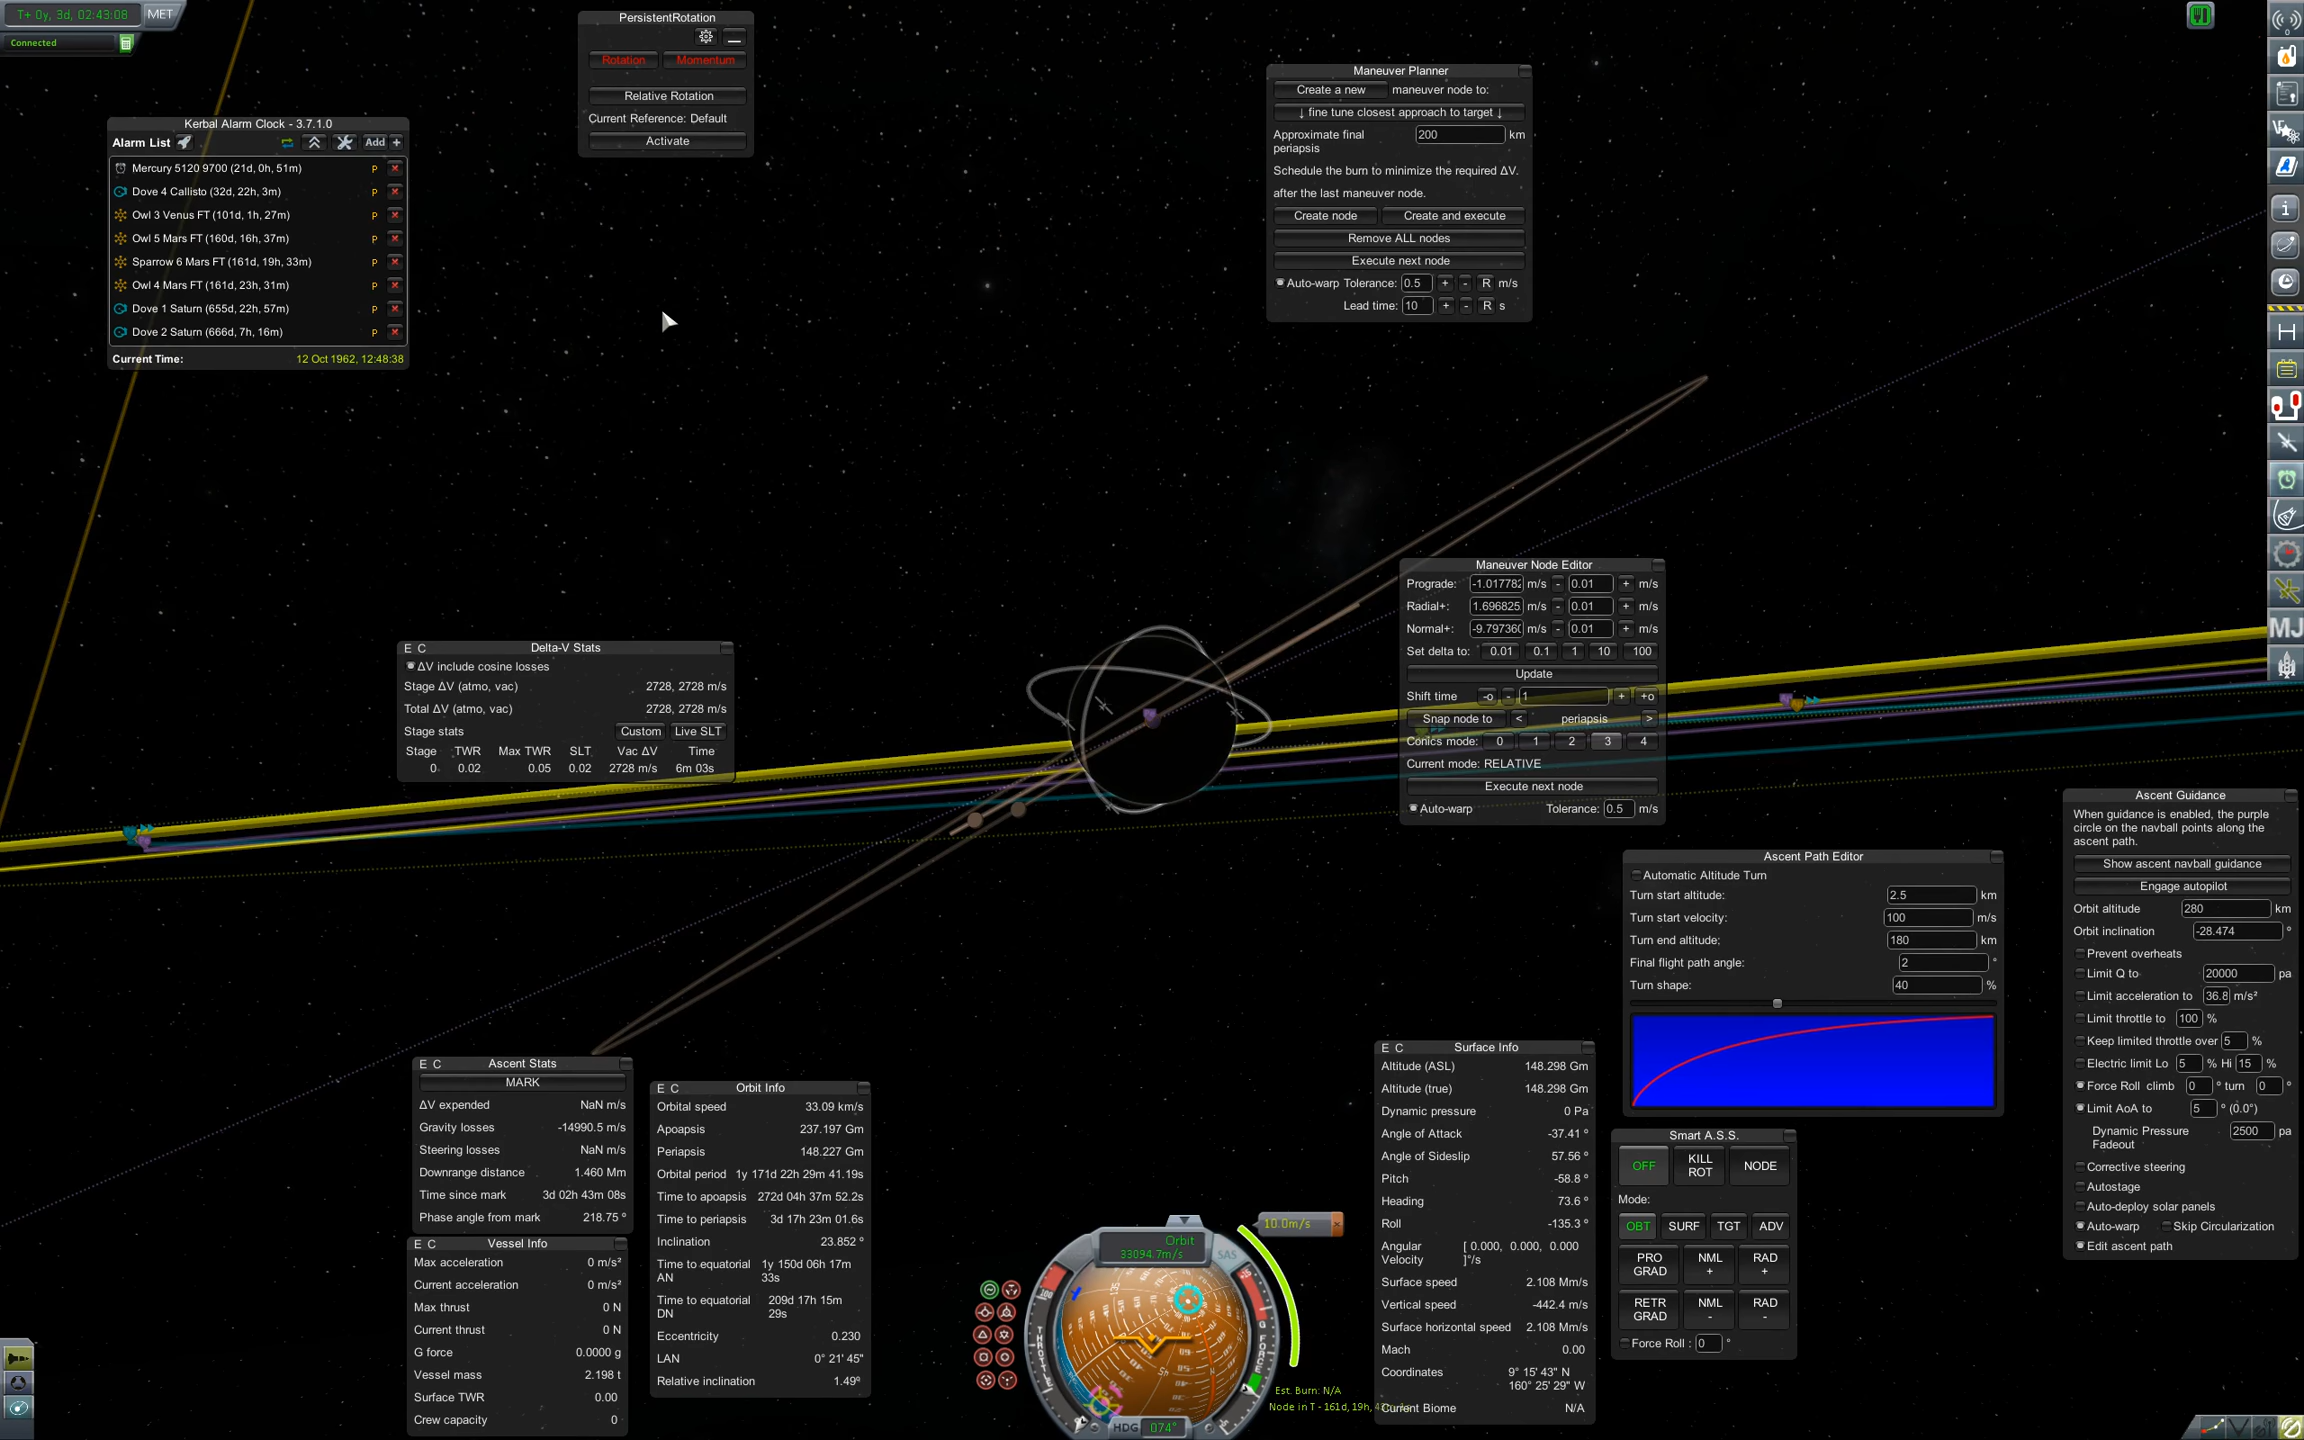 T+ 0y, 3d, 02:43:08 MET
Connected
PersistentRotation
Rotation Momentum
Relative Rotation
Current Reference: Default
Activate
Kerbal Alarm Clock - 3.7.1.0
Alarm List Add +
Mercury 5120 9700 (21d, 0h, 51m) P
Dove 4 Callisto (32d, 22h, 3m) P
Owl 3 Venus FT (101d, 1h, 27m) P
Owl 5 Mars FT (160d, 16h, 37m) P
Sparrow 6 Mars FT (161d, 19h, 33m) P
Owl 4 Mars FT (161d, 23h, 31m) P
Dove 1 Saturn (655d, 22h, 57m) P
Dove 2 Saturn (666d, 7h, 16m) P
Current Time: 12 Oct 1962, 12:48:38
Maneuver Planner
Create a new maneuver node to:
↓ fine tune closest approach to target ↓
Approximate final periapsis 200 km
Schedule the burn to minimize the required ΔV.
after the last maneuver node.
Create node Create and execute
Remove ALL nodes
Execute next node
Auto-warp Tolerance: 0.5 + - R m/s
Lead time: 10 + - R s
Maneuver Node Editor
Prograde: -1.017782 m/s - 0.01 + m/s
Radial+: 1.696825 m/s - 0.01 + m/s
Normal+: -9.797360 m/s - 0.01 + m/s
Set delta to: 0.01 0.1 1 10 100
Update
Shift time -o - 1 + +o
Snap node to < periapsis >
Conics mode: 0 1 2 3 4
Current mode: RELATIVE
Execute next node
Auto-warp Tolerance: 0.5 m/s
E C Delta-V Stats
ΔV include cosine losses
Stage ΔV (atmo, vac) 2728, 2728 m/s
Total ΔV (atmo, vac) 2728, 2728 m/s
Stage stats Custom Live SLT
Stage TWR Max TWR SLT Vac ΔV Time
0 0.02 0.05 0.02 2728 m/s 6m 03s
Ascent Path Editor
Automatic Altitude Turn
Turn start altitude: 2.5 km
Turn start velocity: 100 m/s
Turn end altitude; 180 km
Final flight path angle: 2 °
Turn shape: 40 %
Ascent Guidance
When guidance is enabled, the purple
circle on the navball points along the
ascent path.
Show ascent navball guidance
Engage autopilot
Orbit altitude 280 km
Orbit inclination -28.474 º
Prevent overheats
Limit Q to 20000 pa
Limit acceleration to 36.8 m/s²
Limit throttle to 100 %
Keep limited throttle over 5 %
Electric limit Lo 5 % Hi 15 %
Force Roll climb 0 º turn 0 º
Limit AoA to 5 º (0.0°)
Dynamic Pressure Fadeout 2500 pa
Corrective steering
Autostage
Auto-deploy solar panels
Auto-warp Skip Circularization
Edit ascent path
E C Ascent Stats
MARK
ΔV expended NaN m/s
Gravity losses -14990.5 m/s
Steering losses NaN m/s
Downrange distance 1.460 Mm
Time since mark 3d 02h 43m 08s
Phase angle from mark 218.75 º
E C Vessel Info
Max acceleration 0 m/s²
Current acceleration 0 m/s²
Max thrust 0 N
Current thrust 0 N
G force 0.0000 g
Vessel mass 2.198 t
Surface TWR 0.00
Crew capacity 0
E C Orbit Info
Orbital speed 33.09 km/s
Apoapsis 237.197 Gm
Periapsis 148.227 Gm
Orbital period 1y 171d 22h 29m 41.19s
Time to apoapsis 272d 04h 37m 52.2s
Time to periapsis 3d 17h 23m 01.6s
Inclination 23.852 º
Time to equatorial AN 1y 150d 06h 17m 33s
Time to equatorial DN 209d 17h 15m 29s
Eccentricity 0.230
LAN 0° 21' 45"
Relative inclination 1.49º
E C Surface Info
Altitude (ASL) 148.298 Gm
Altitude (true) 148.298 Gm
Dynamic pressure 0 Pa
Angle of Attack -37.41 º
Angle of Sideslip 57.56 º
Pitch -58.8 º
Heading 73.6 º
Roll -135.3 º
Angular Velocity [ 0.000, 0.000, 0.000 ]°/s
Surface speed 2.108 Mm/s
Vertical speed -442.4 m/s
Surface horizontal speed 2.108 Mm/s
Mach 0.00
Coordinates 9° 15' 43" N
160° 25' 29" W
Current Biome N/A
Smart A.S.S.
OFF KILL ROT NODE
Mode:
OBT SURF TGT ADV
PRO GRAD NML + RAD +
RETR GRAD NML - RAD -
Force Roll : 0 °
Orbit
33094.7m/s
SAS
10.0m/s
THROTTLE
G FORCE
HDG 074°
Est. Burn: N/A
Node in T - 161d, 19h,
MJ